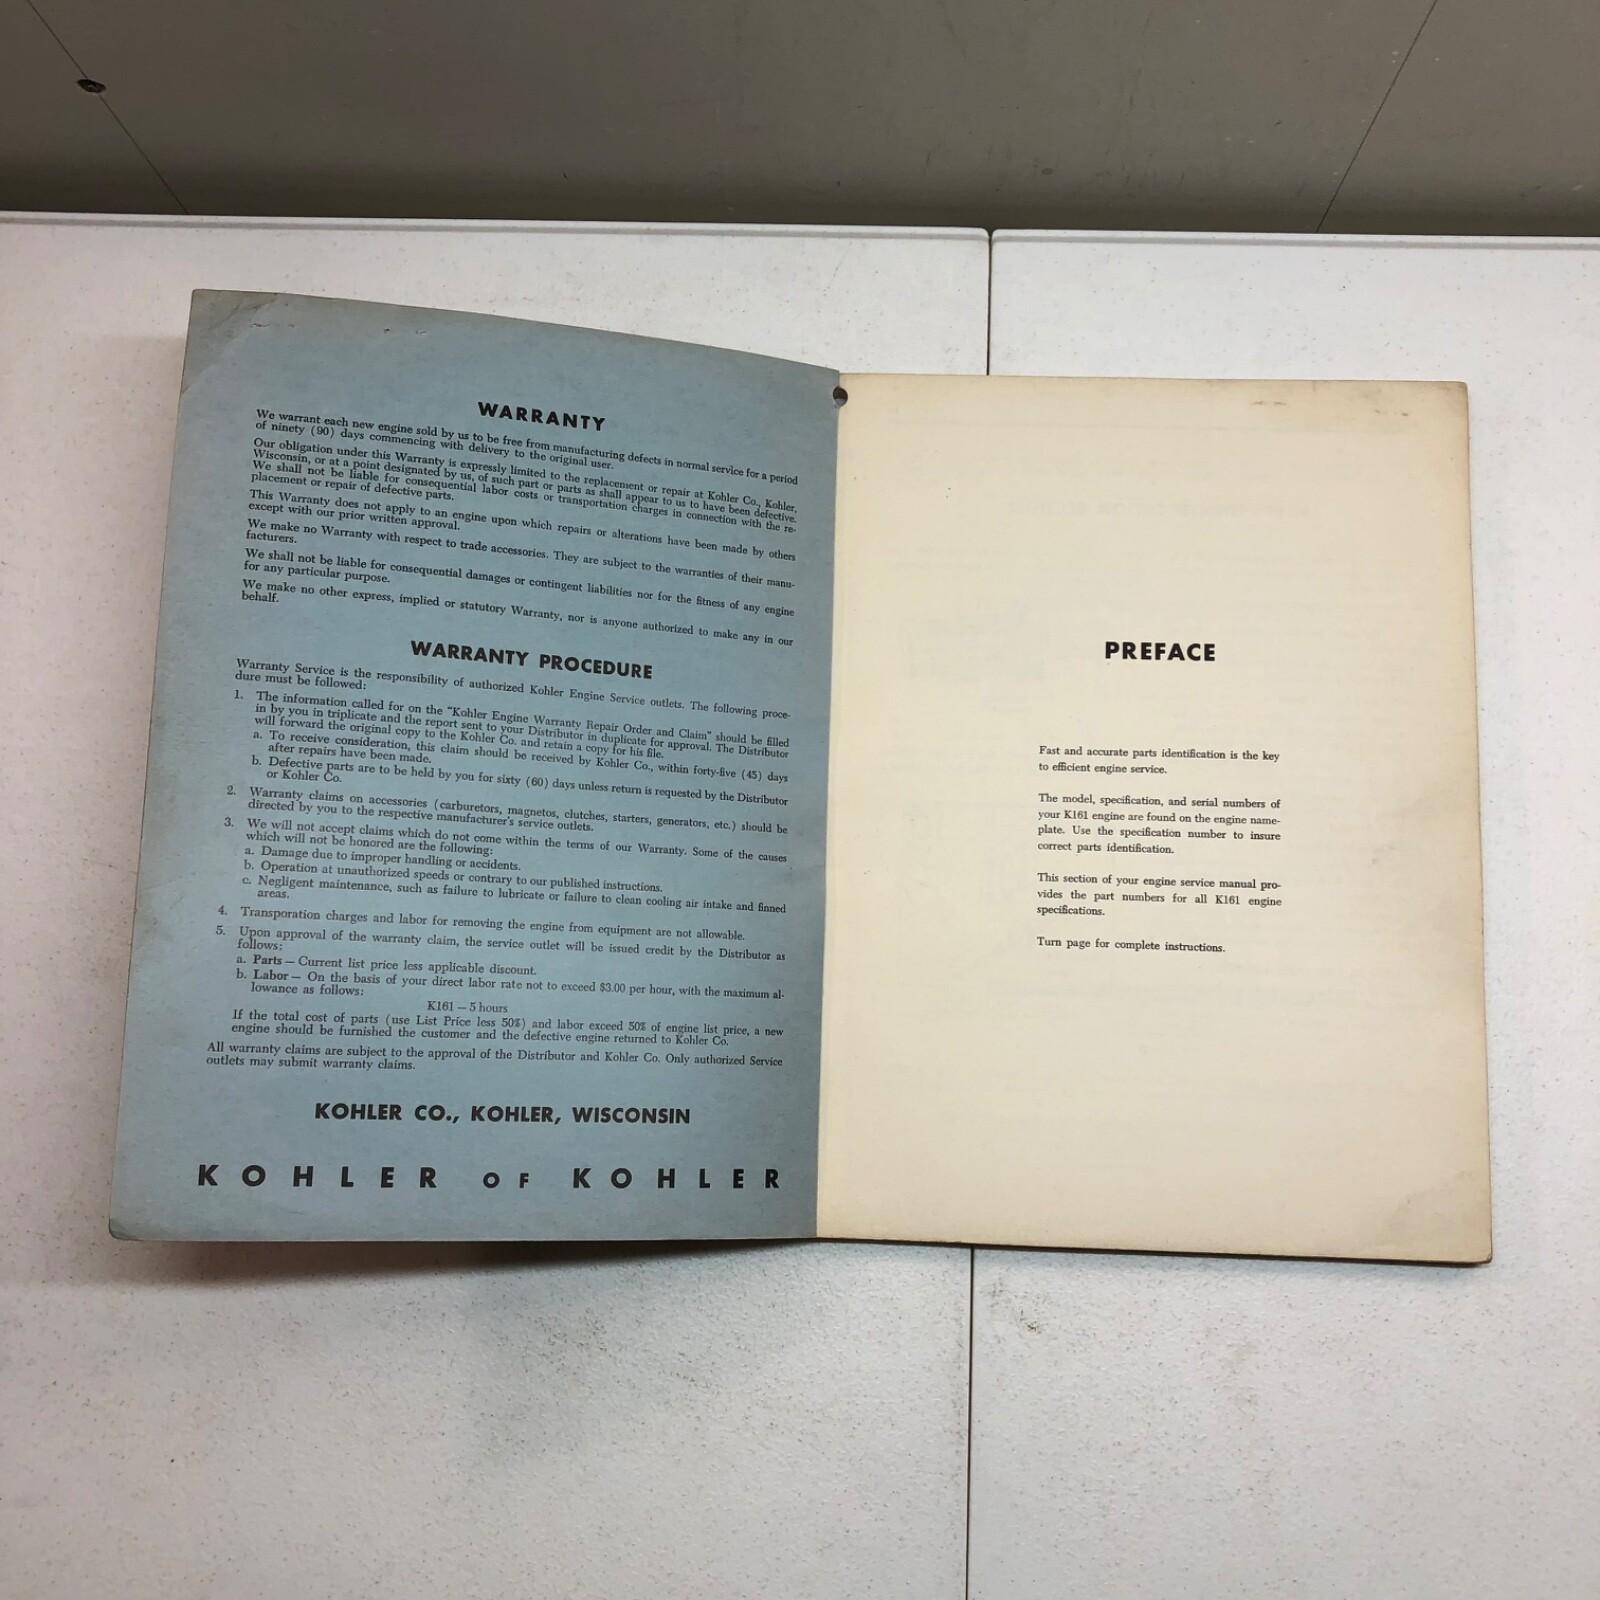 WARRANTY
We warrant each new engine sold by us to be free from manufacturing defects in normal service for a period
of ninety (90) days commencing with delivery to the original user.
Our obligation under this Warranty is expressly limited to the replacement or repair at Kohler Co., Kohler,
Wisconsin, or at a point designated by us, of such part or parts as shall appear to us to have been defective.
We shall not be liable for consequential labor costs or transportation charges in connection with the re-
placement or repair of defective parts.
This Warranty does not apply to an engine upon which repairs or alterations have been made by others
except with our prior written approval.
We make no Warranty with respect to trade accessories. They are subject to the warranties of their manu-
facturers.
We shall not be liable for consequential damages or contingent liabilities nor for the fitness of any engine
for any particular purpose.
We make no other express, implied or statutory Warranty, nor is anyone authorized to make any in our
behalf.
WARRANTY PROCEDURE
Warranty Service is the responsibility of authorized Kohler Engine Service outlets. The following proce-
dure must be followed:
1. The information called for on the "Kohler Engine Warranty Repair Order and Claim" should be filled
in by you in triplicate and the report sent to your Distributor in duplicate for approval. The Distributor
will forward the original copy to the Kohler Co. and retain a copy for his file.
a. To receive consideration, this claim should be received by Kohler Co., within forty-five (45) days
after repairs have been made.
b. Defective parts are to be held by you for sixty (60) days unless return is requested by the Distributor
or Kohler Co.
2. Warranty claims on accessories (carburetors, magnetos, clutches, starters, generators, etc.) should be
directed by you to the respective manufacturer's service outlets.
3. We will not accept claims which do not come within the terms of our Warranty. Some of the causes
which will not be honored are the following:
a. Damage due to improper handling or accidents.
b. Operation at unauthorized speeds or contrary to our published instructions.
c. Negligent maintenance, such as failure to lubricate or failure to clean cooling air intake and finned
areas.
4. Transporation charges and labor for removing the engine from equipment are not allowable.
5. Upon approval of the warranty claim, the service outlet will be issued credit by the Distributor as
follows:
a. Parts — Current list price less applicable discount.
b. Labor — On the basis of your direct labor rate not to exceed $3.00 per hour, with the maximum al-
lowance as follows:
K161 — 5 hours
If the total cost of parts (use List Price less 50%) and labor exceed 50% of engine list price, a new
engine should be furnished the customer and the defective engine returned to Kohler Co.
All warranty claims are subject to the approval of the Distributor and Kohler Co. Only authorized Service
outlets may submit warranty claims.
KOHLER CO., KOHLER, WISCONSIN
KOHLER OF KOHLER
PREFACE
Fast and accurate parts identification is the key
to efficient engine service.
The model, specification, and serial numbers of
your K161 engine are found on the engine name-
plate. Use the specification number to insure
correct parts identification.
This section of your engine service manual pro-
vides the part numbers for all K161 engine
specifications.
Turn page for complete instructions.